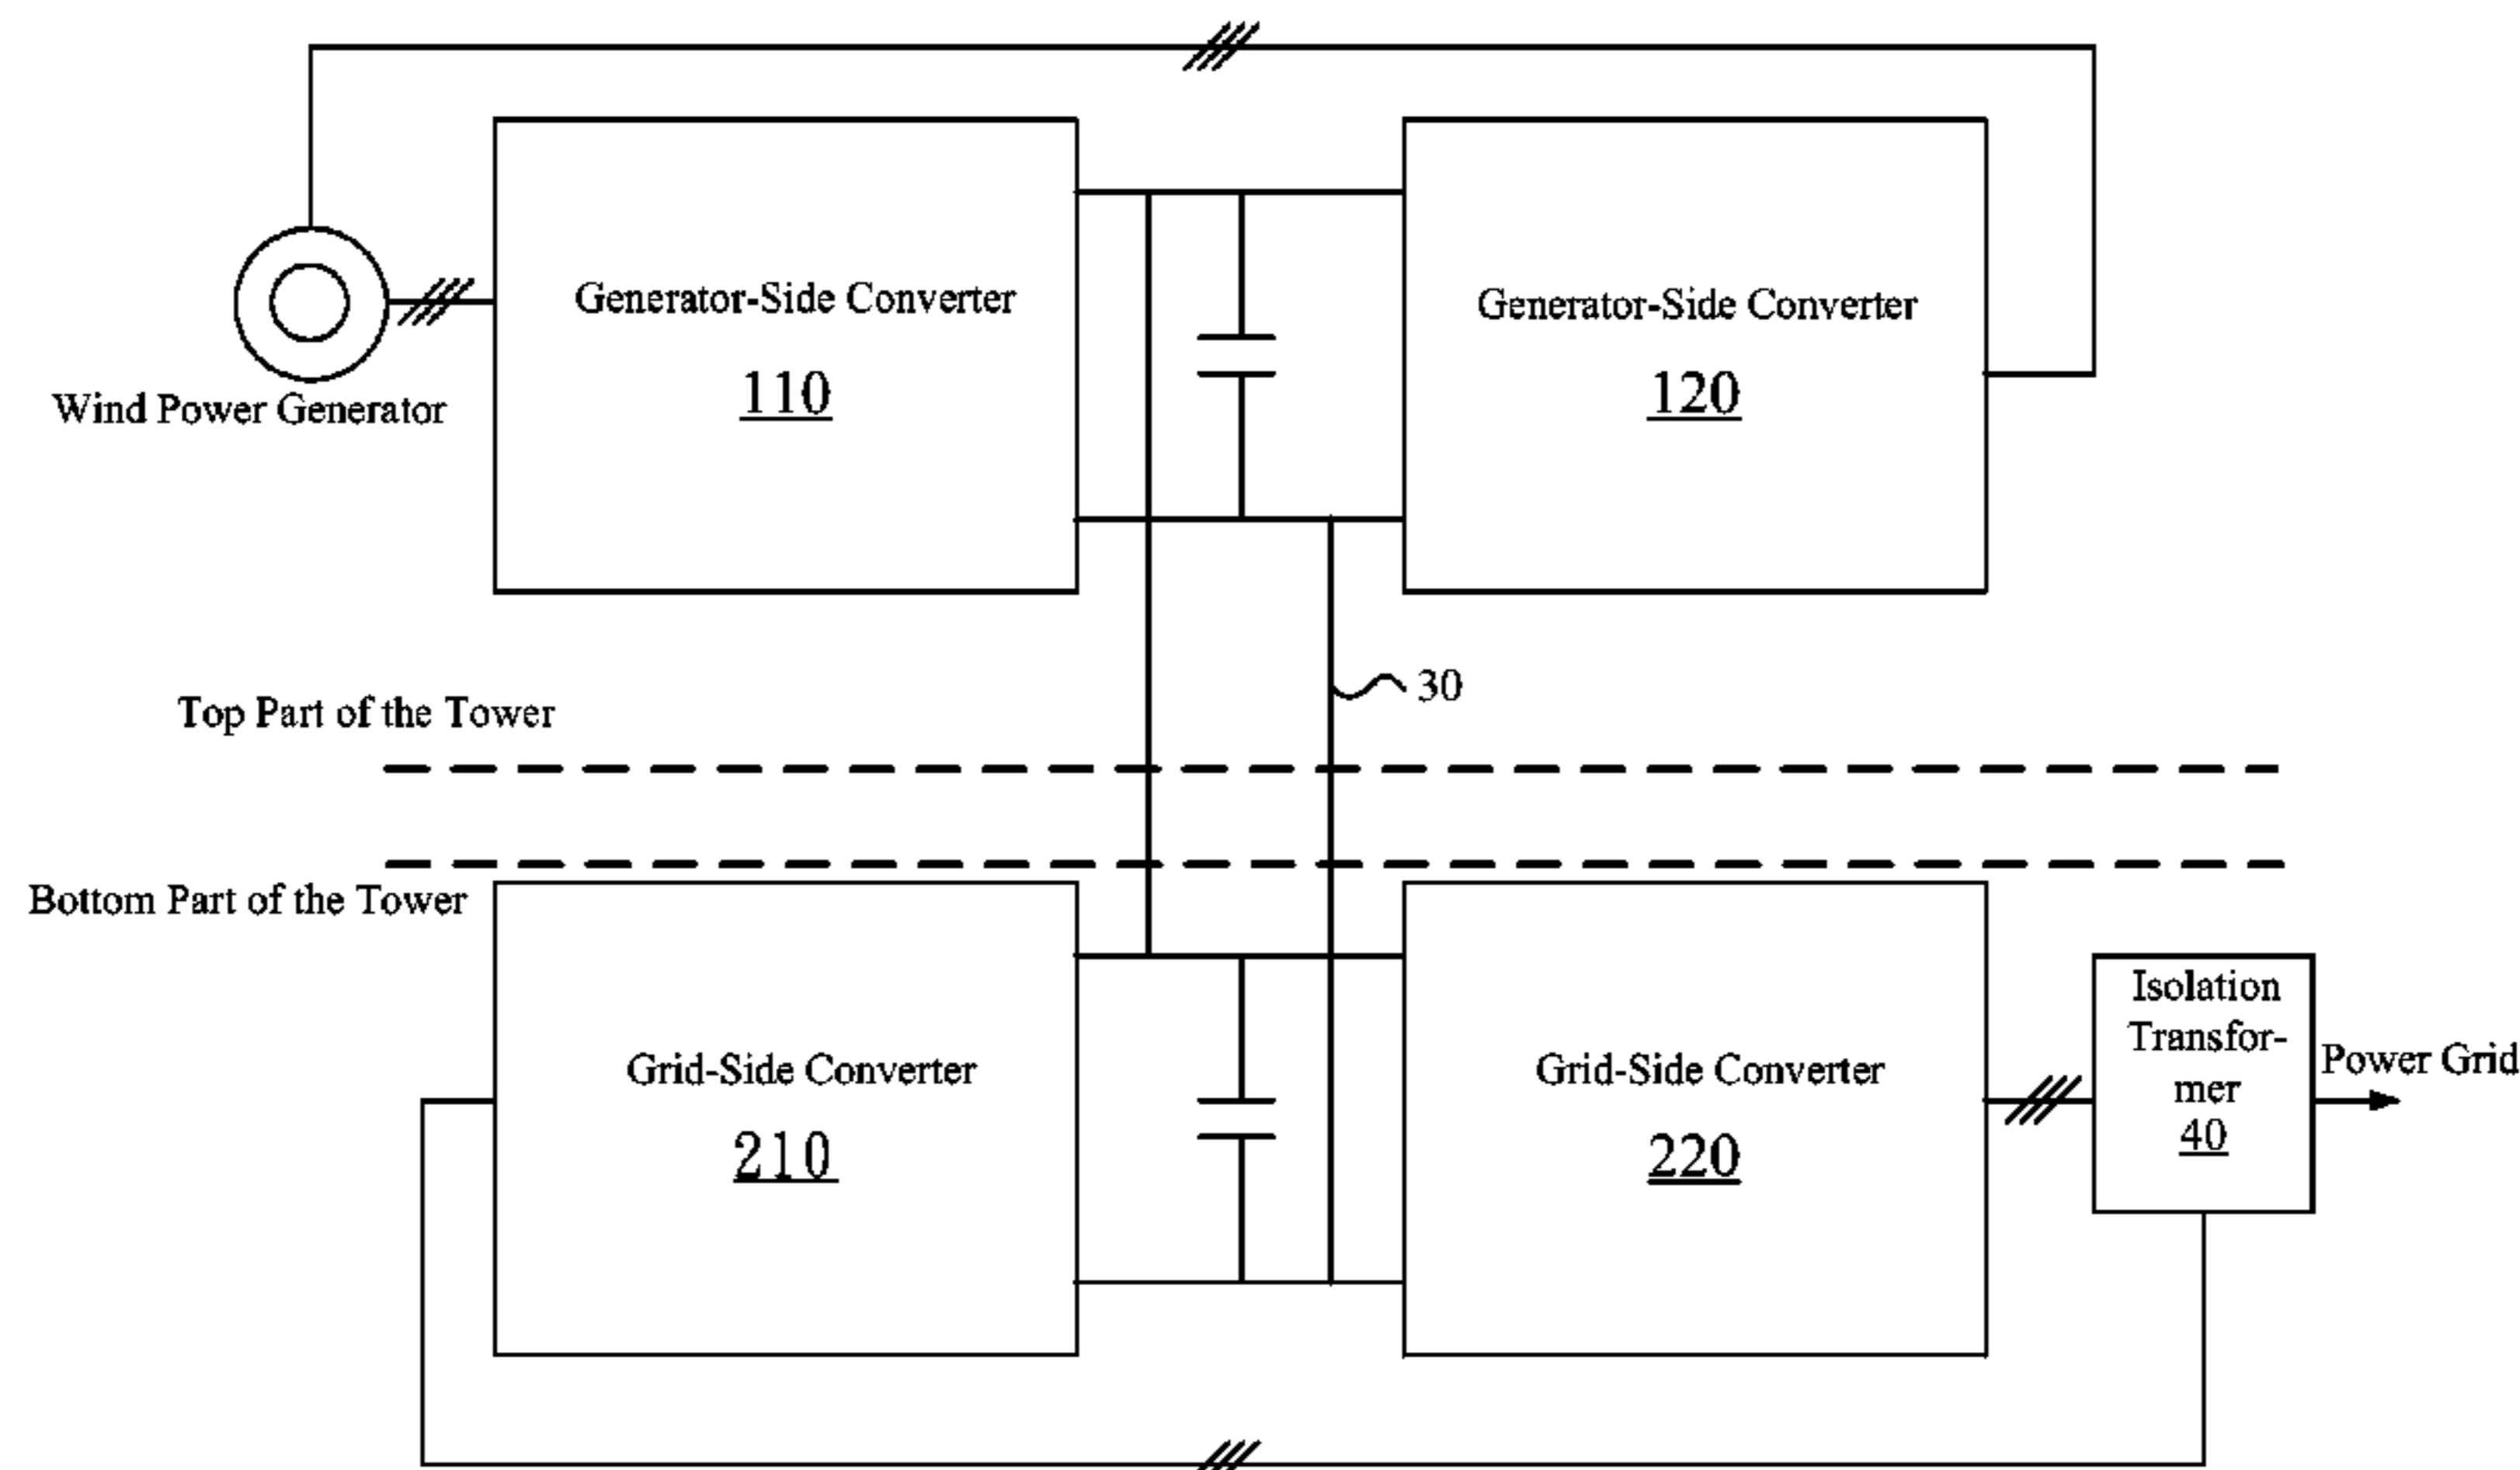 Generator-Side Converter
110
Generator-Side Converter
120
Wind Power Generator
30
Top Part of the Tower
Bottom Part of the Tower
Grid-Side Converter
210
Grid-Side Converter
220
Isolation
Transfor-
mer
40
Power Grid